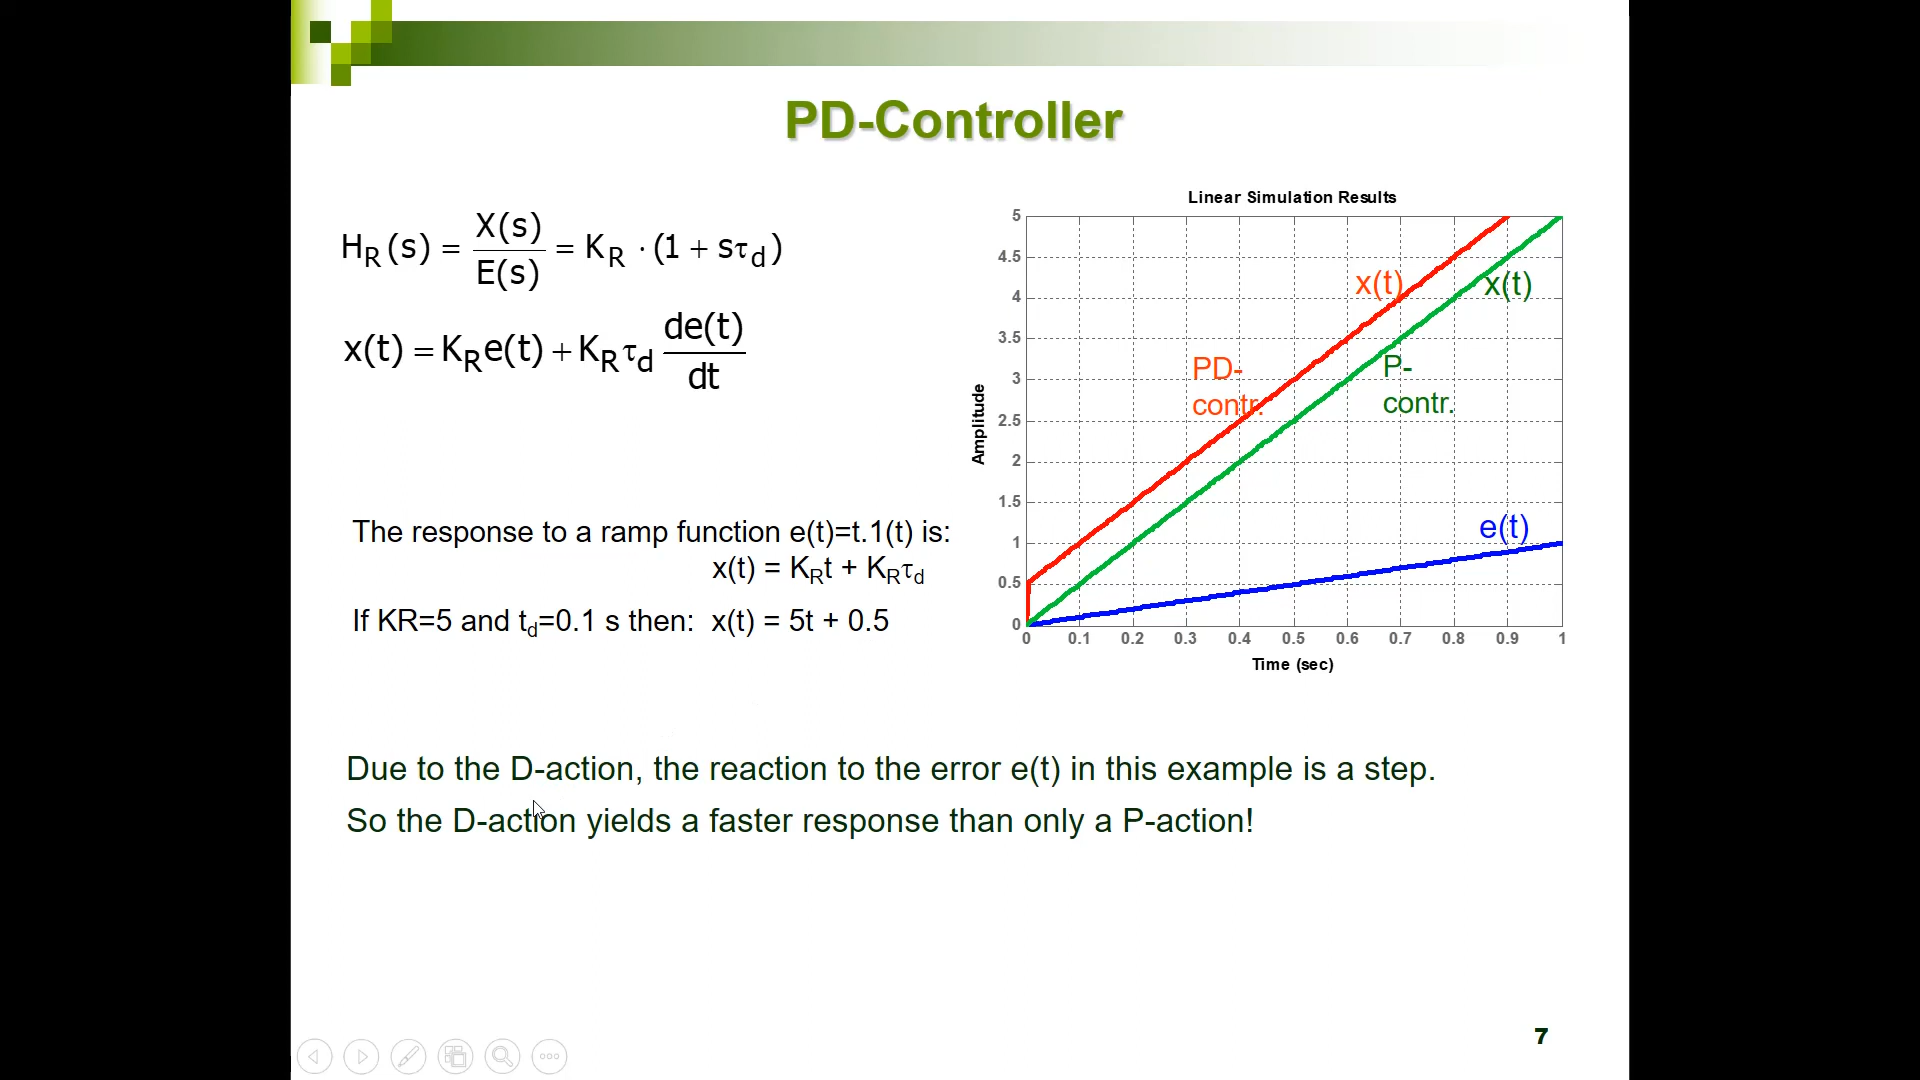 PD-Controller
H_R(s) = X(s)/E(s) = K_R · (1 + sτ_d)
x(t) = K_R e(t) + K_R τ_d de(t)/dt
The response to a ramp function e(t)=t.1(t) is:
x(t) = K_Rt + K_Rτ_d
If KR=5 and t_d=0.1 s then: x(t) = 5t + 0.5
Linear Simulation Results
5
4.5
4
3.5
3
2.5
2
1.5
1
0.5
0
Amplitude
x(t)
x(t)
PD-
contr.
P-
contr.
e(t)
0 0.1 0.2 0.3 0.4 0.5 0.6 0.7 0.8 0.9 1
Time (sec)
Due to the D-action, the reaction to the error e(t) in this example is a step.
So the D-action yields a faster response than only a P-action!
7